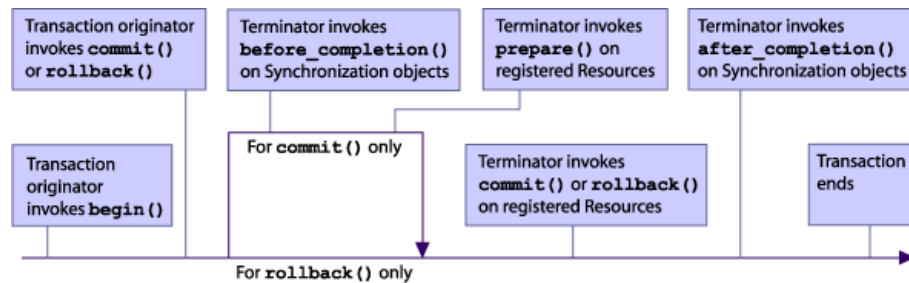 Transaction originator
invokes commit()
or rollback()
Terminator invokes
before_completion()
on Synchronization objects
Terminator invokes
prepare() on
registered Resources
Terminator invokes
after_completion()
on Synchronization objects
For commit() only
Transaction
originator
invokes begin()
Terminator invokes
commit() or rollback()
on registered Resources
Transaction
ends
For rollback() only